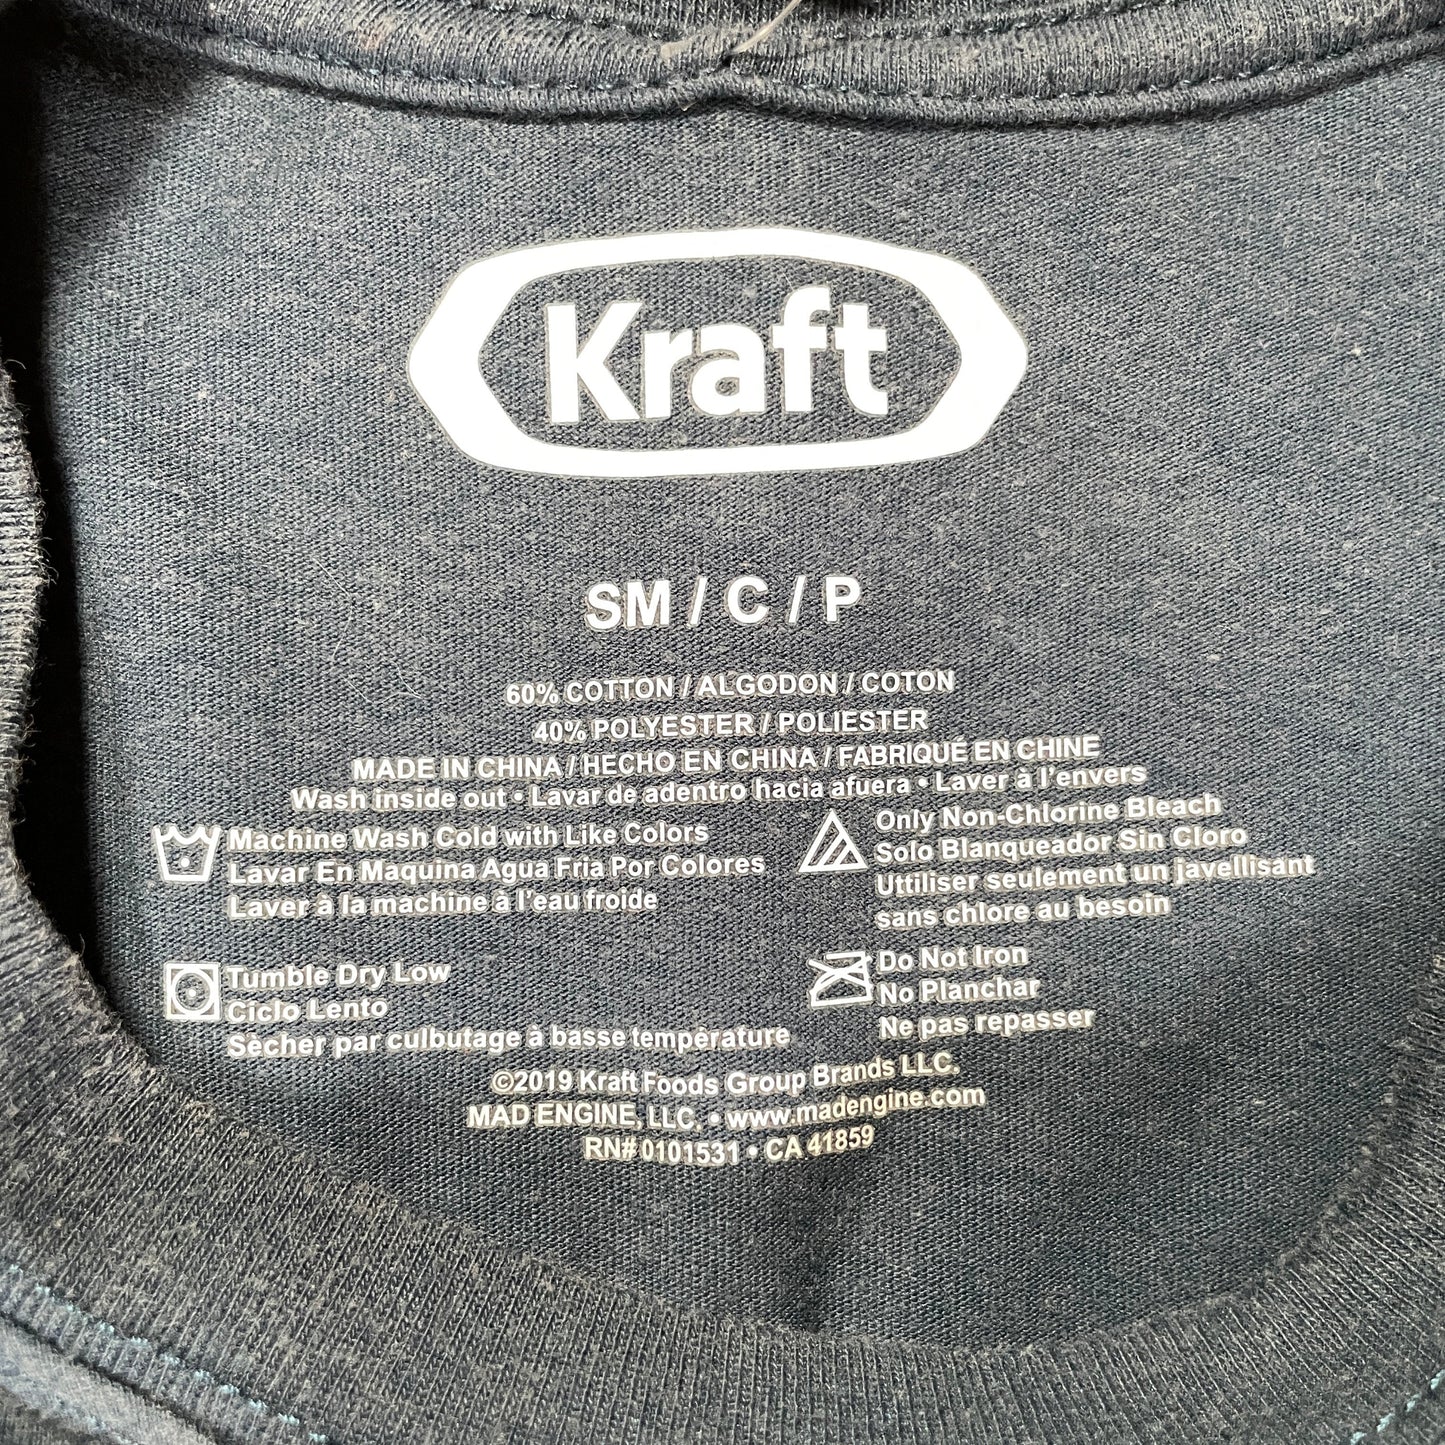 Kraft
SM / C / P
60% COTTON / ALGODON / COTON
40% POLYESTER / POLIESTER
MADE IN CHINA / HECHO EN CHINA / FABRIQUÉ EN CHINE
Wash inside out • Lavar de adentro hacia afuera • Laver à l'envers
Machine Wash Cold with Like Colors
Lavar En Maquina Agua Fria Por Colores
Laver à la machine à l'eau froide
Only Non-Chlorine Bleach
Solo Blanqueador Sin Cloro
Uttiliser seulement un javellisant
sans chlore au besoin
Tumble Dry Low
Ciclo Lento
Sècher par culbutage à basse tempèrature
Do Not Iron
No Planchar
Ne pas repasser
©2019 Kraft Foods Group Brands LLC.
MAD ENGINE, LLC. • www.madengine.com
RN# 0101531 • CA 41859